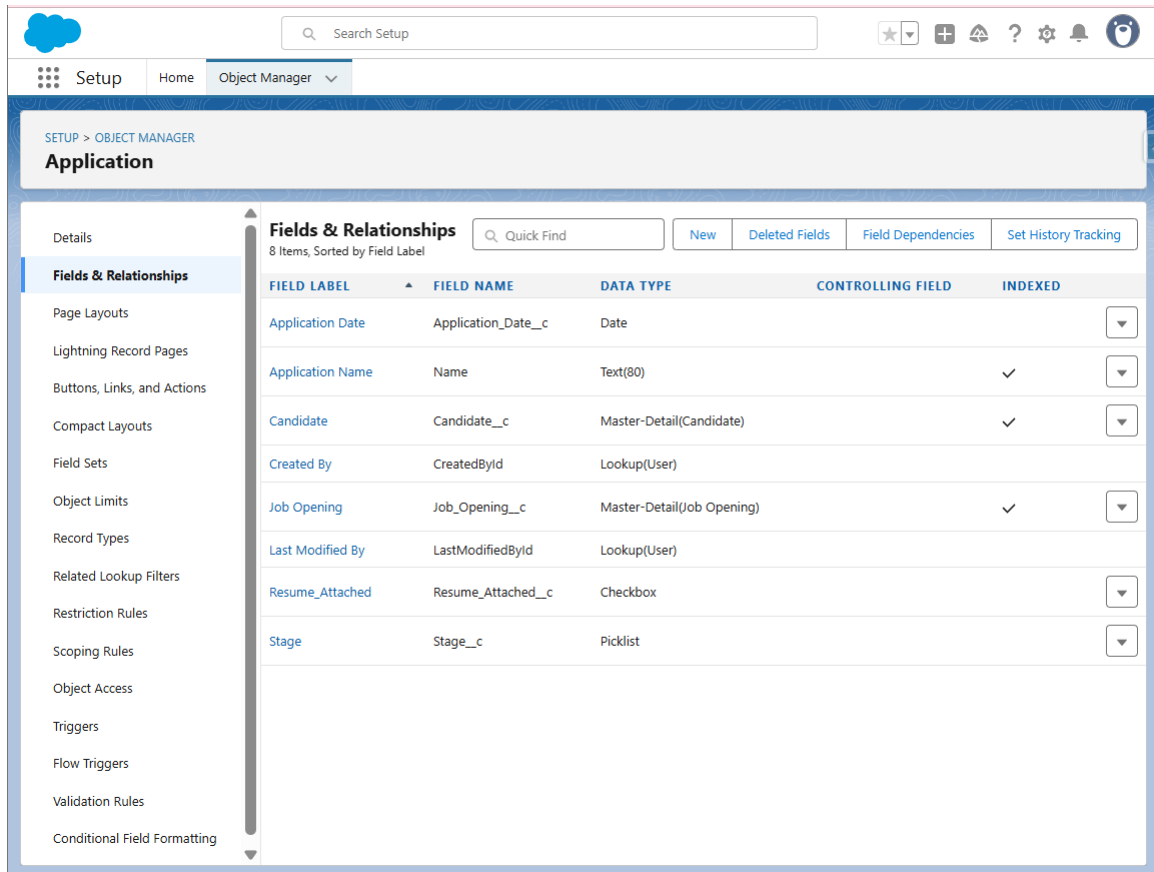 Search Setup
Setup
Home
Object Manager
SETUP > OBJECT MANAGER
Application
Details
Fields & Relationships
Page Layouts
Lightning Record Pages
Buttons, Links, and Actions
Compact Layouts
Field Sets
Object Limits
Record Types
Related Lookup Filters
Restriction Rules
Scoping Rules
Object Access
Triggers
Flow Triggers
Validation Rules
Conditional Field Formatting
Fields & Relationships
8 Items, Sorted by Field Label
Quick Find
New
Deleted Fields
Field Dependencies
Set History Tracking
FIELD LABEL FIELD NAME DATA TYPE CONTROLLING FIELD INDEXED
Application Date Application_Date__c Date
Application Name Name Text(80)
Candidate Candidate__c Master-Detail(Candidate)
Created By CreatedById Lookup(User)
Job Opening Job_Opening__c Master-Detail(Job Opening)
Last Modified By LastModifiedById Lookup(User)
Resume_Attached Resume_Attached__c Checkbox
Stage Stage__c Picklist